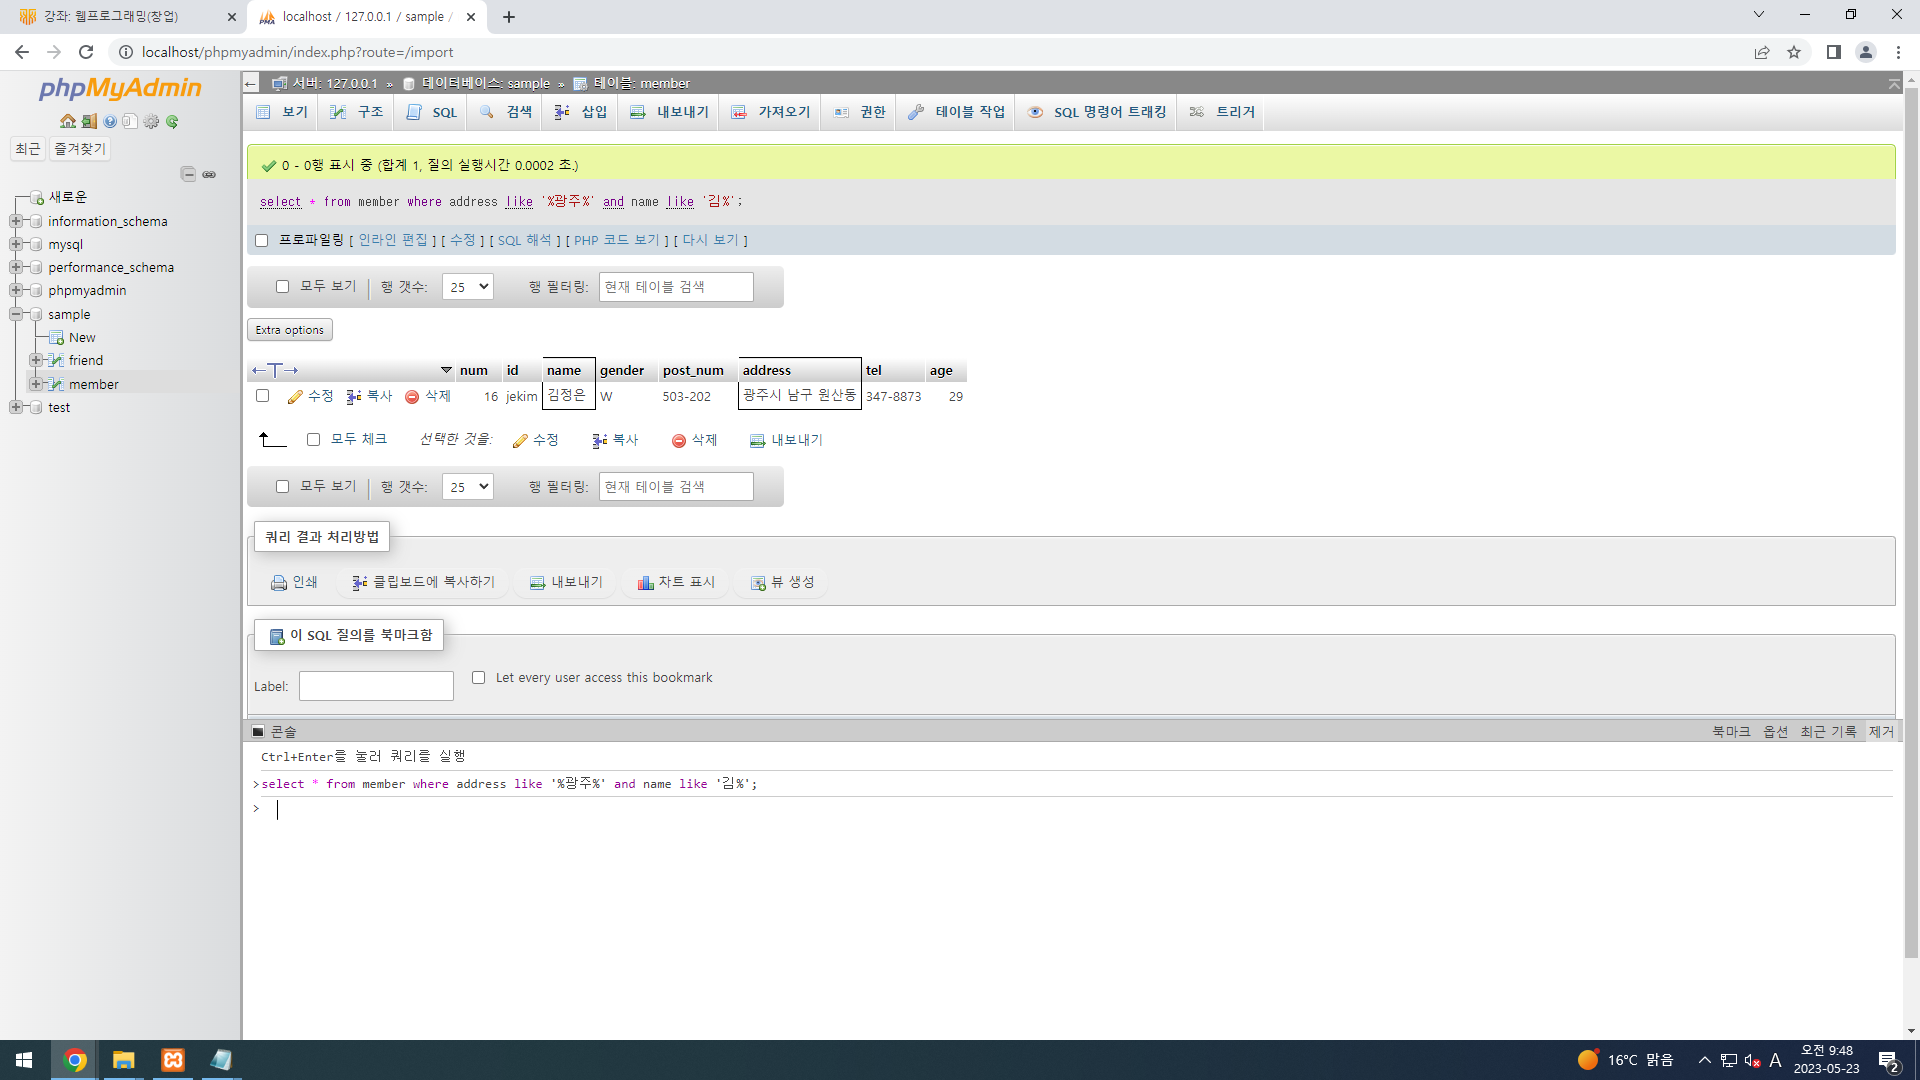 강좌: 웹프로그래밍(창업)
localhost / 127.0.0.1 / sample /
localhost/phpmyadmin/index.php?route=/import
phpMyAdmin
최근 즐겨찾기
새로운
information_schema
mysql
performance_schema
phpmyadmin
sample
New
friend
member
test
서버: 127.0.0.1 » 데이터베이스: sample » 테이블: member
보기 구조 SQL 검색 삽입 내보내기 가져오기 권한 테이블 작업 SQL 명령어 트래킹 트리거
0 - 0행 표시 중 (합계 1, 질의 실행시간 0.0002 초.)
select * from member where address like '%광주%' and name like '김%';
프로파일링 [ 인라인 편집 ] [ 수정 ] [ SQL 해석 ] [ PHP 코드 보기 ] [ 다시 보기 ]
모두 보기 행 갯수: 25 행 필터링: 현재 테이블 검색
Extra options
←T→ num id name gender post_num address tel age
수정 복사 삭제 16 jekim 김정은 W 503-202 광주시 남구 원산동 347-8873 29
모두 체크 선택한 것을: 수정 복사 삭제 내보내기
모두 보기 행 갯수: 25 행 필터링: 현재 테이블 검색
쿼리 결과 처리방법
인쇄 클립보드에 복사하기 내보내기 차트 표시 뷰 생성
이 SQL 질의를 북마크함
Label: Let every user access this bookmark
콘솔 북마크 옵션 최근 기록 제거
Ctrl+Enter를 눌러 쿼리를 실행
>select * from member where address like '%광주%' and name like '김%';
>
16°C 맑음 A 오전 9:48
2023-05-23
2